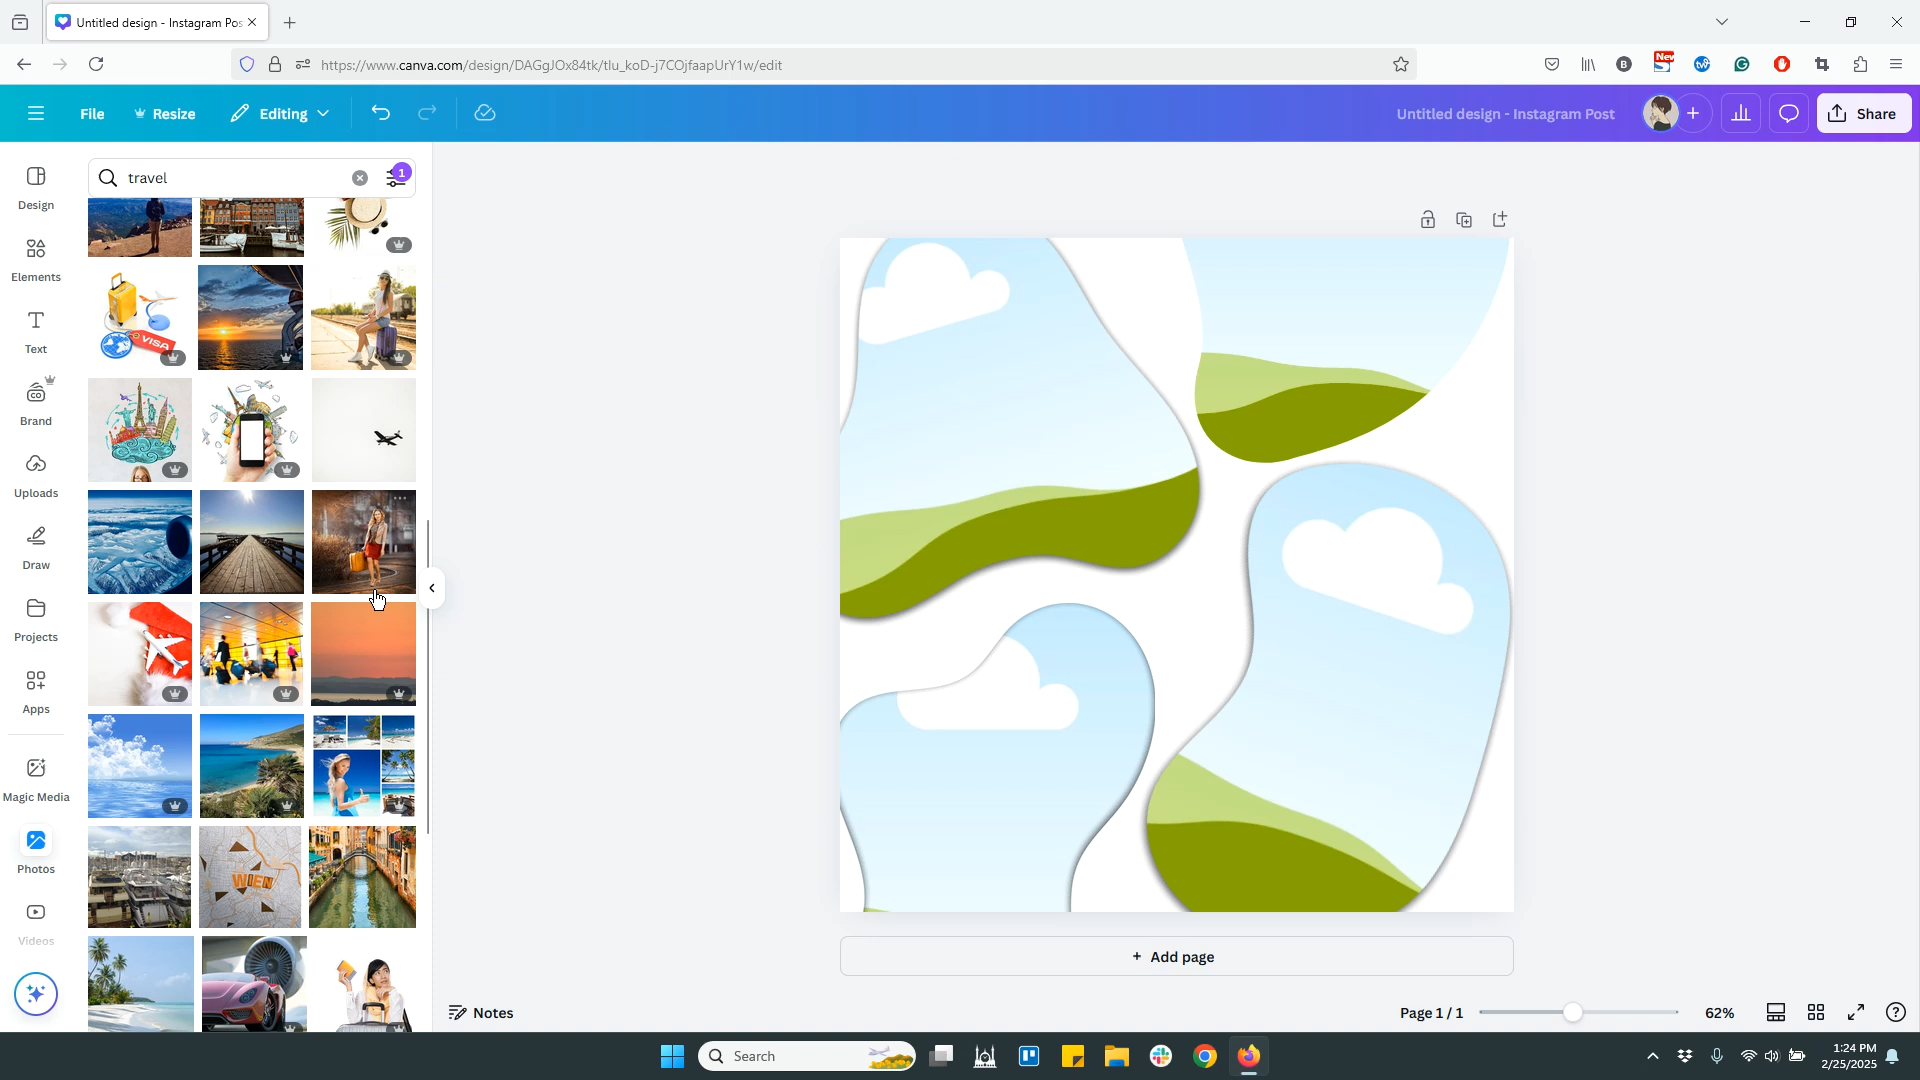 Untitled design - Instagram Pos
https://www.canva.com/design/DAGgJOx84tk/tlu_koD-j7COjfaapUrY1w/edit
B
New
File
Resize
Editing
Untitled design - Instagram Post
Share
travel
1
Design
Elements
Text
Brand
Uploads
Draw
Projects
Apps
Magic Media
Photos
Videos
VISA
WIEN
+ Add page
Notes
Page 1 / 1
62%
Search
1:24 PM
2/25/2025